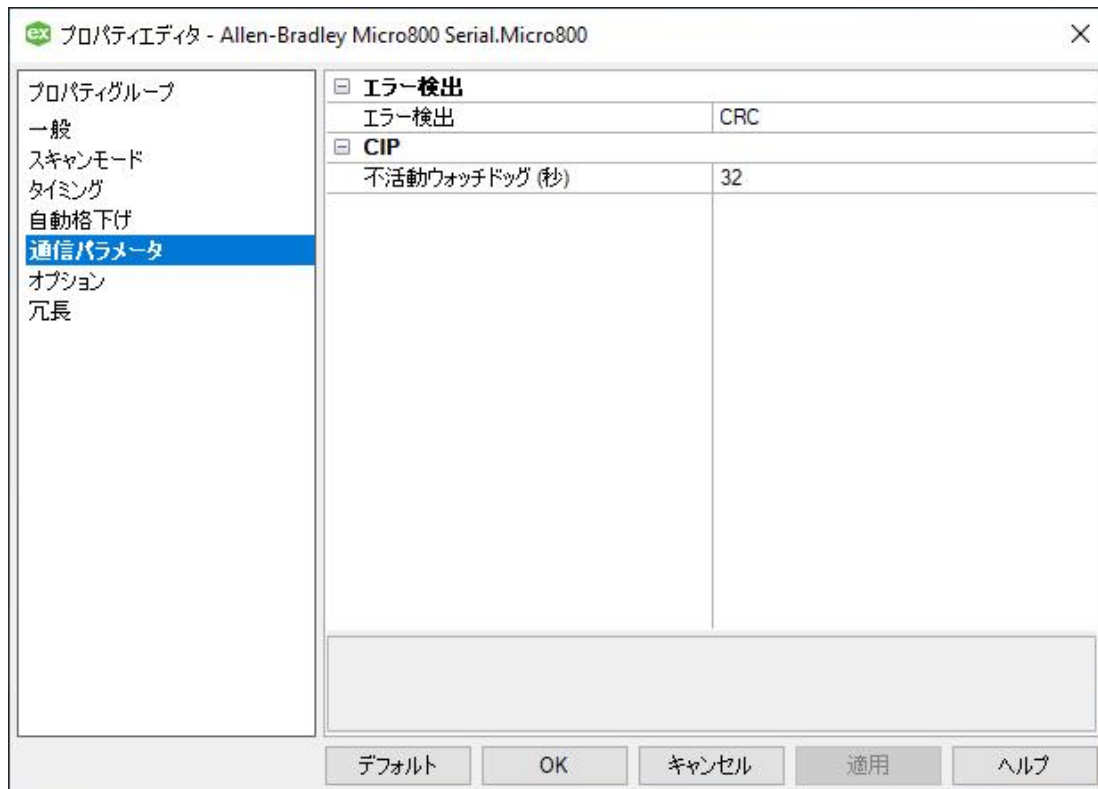 ex プロパティエディタ - Allen-Bradley Micro800 Serial.Micro800
プロパティグループ
一般
スキャンモード
タイミング
自動格下げ
通信パラメータ
オプション
冗長
エラー検出
エラー検出 CRC
CIP
不活動ウォッチドッグ (秒) 32
デフォルト OK キャンセル 適用 ヘルプ